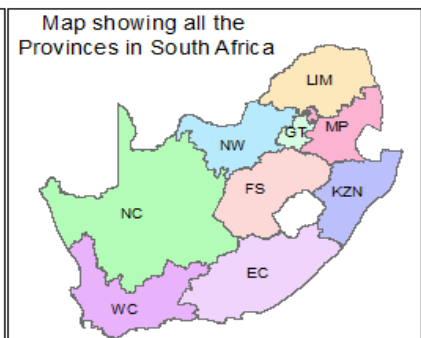 Map showing all the
Provinces in South Africa
LIM
MP
GT
NW
FS
KZN
NC
EC
WC